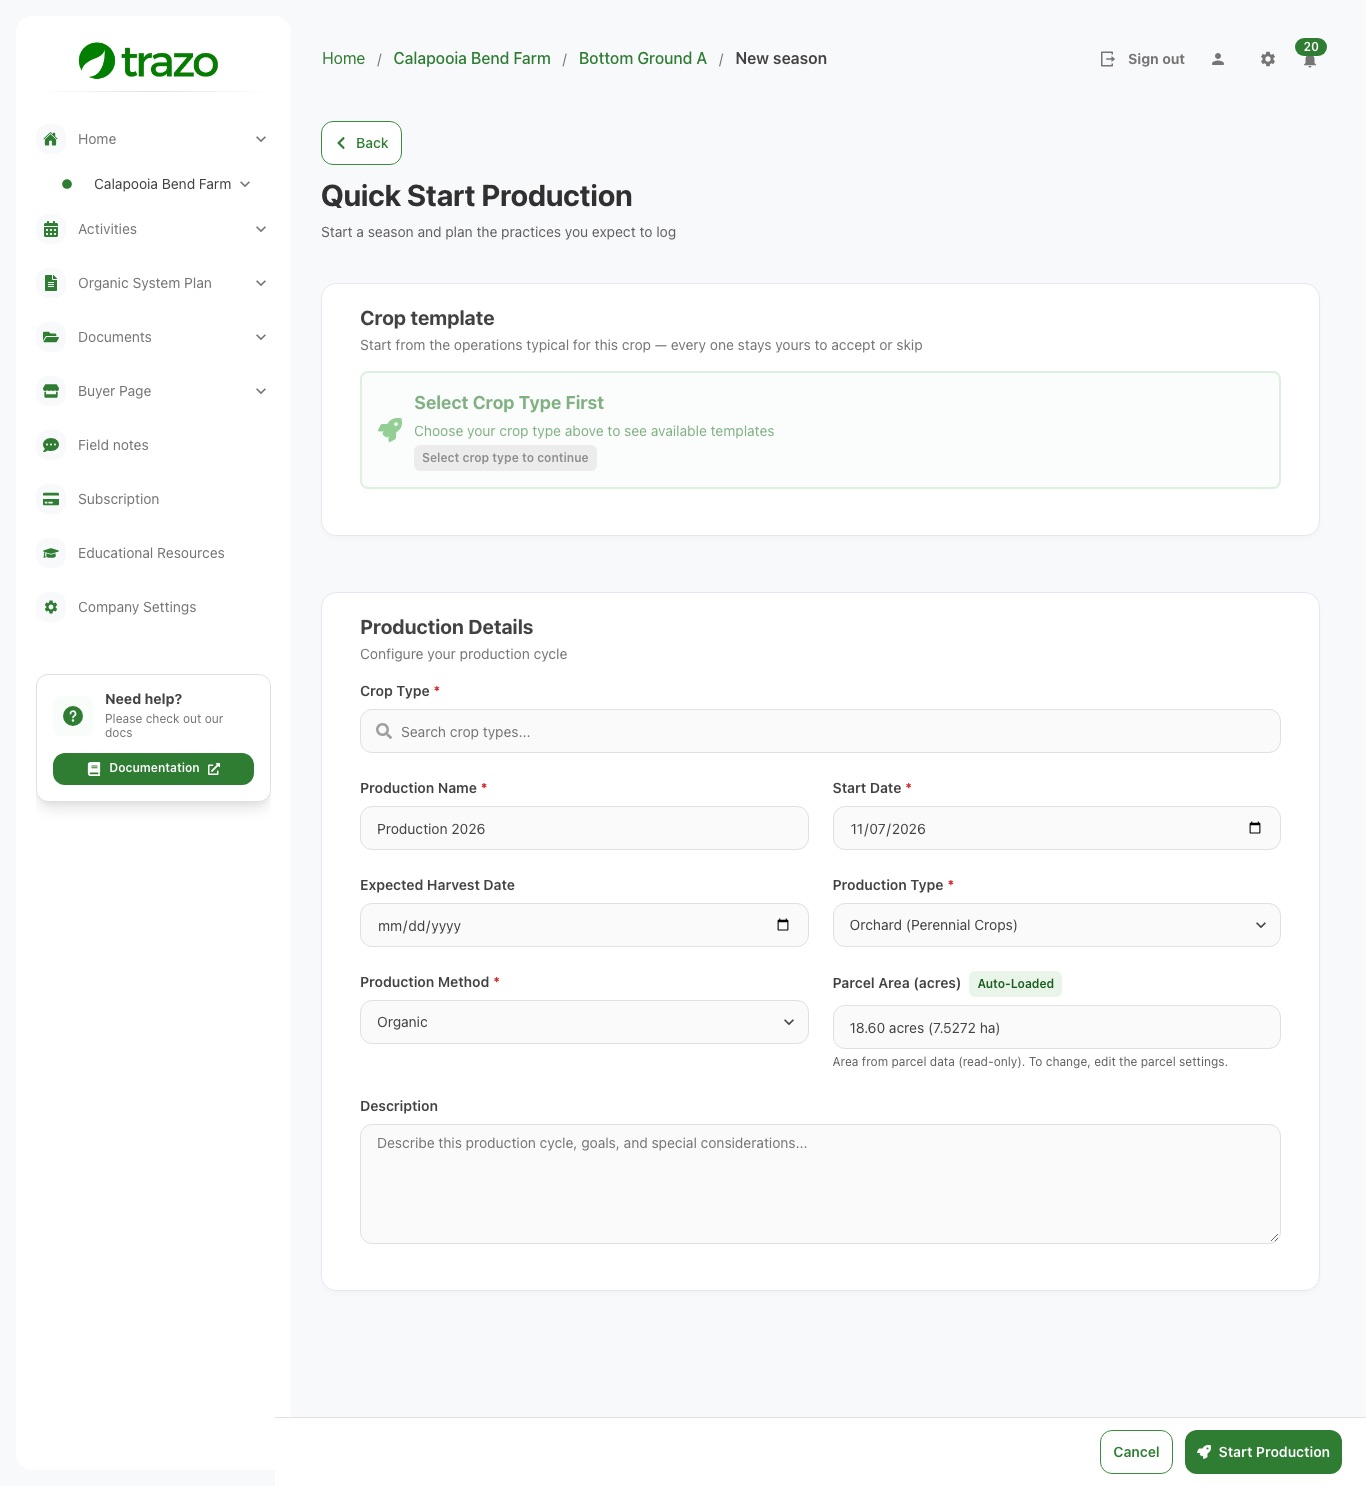 trazo
Home / Calapooia Bend Farm / Bottom Ground A / New season
Sign out
20
Home
Calapooia Bend Farm
Activities
Organic System Plan
Documents
Buyer Page
Field notes
Subscription
Educational Resources
Company Settings
Need help?
Please check out our
docs
Documentation
Back
Quick Start Production
Start a season and plan the practices you expect to log
Crop template
Start from the operations typical for this crop — every one stays yours to accept or skip
Select Crop Type First
Choose your crop type above to see available templates
Select crop type to continue
Production Details
Configure your production cycle
Crop Type *
Search crop types...
Production Name *
Production 2026
Start Date *
11/07/2026
Expected Harvest Date
mm/dd/yyyy
Production Type *
Orchard (Perennial Crops)
Production Method *
Organic
Parcel Area (acres) Auto-Loaded
18.60 acres (7.5272 ha)
Area from parcel data (read-only). To change, edit the parcel settings.
Description
Describe this production cycle, goals, and special considerations...
Cancel
Start Production